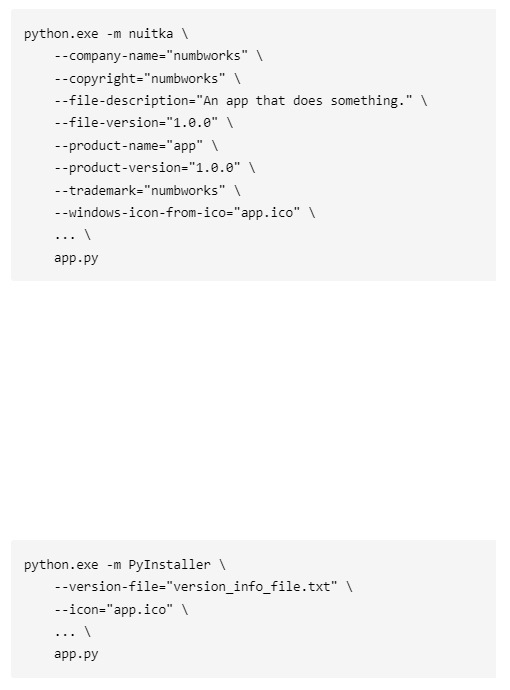 python.exe -m nuitka \
--company-name="numbworks" \
--copyright="numbworks" \
--file-description="An app that does something." \
--file-version="1.0.0" \
--product-name="app" \
--product-version="1.0.0" \
--trademark="numbworks" \
--windows-icon-from-ico="app.ico" \
... \
app.py
python.exe -m PyInstaller \
--version-file="version_info_file.txt" \
--icon="app.ico" \
... \
app.py